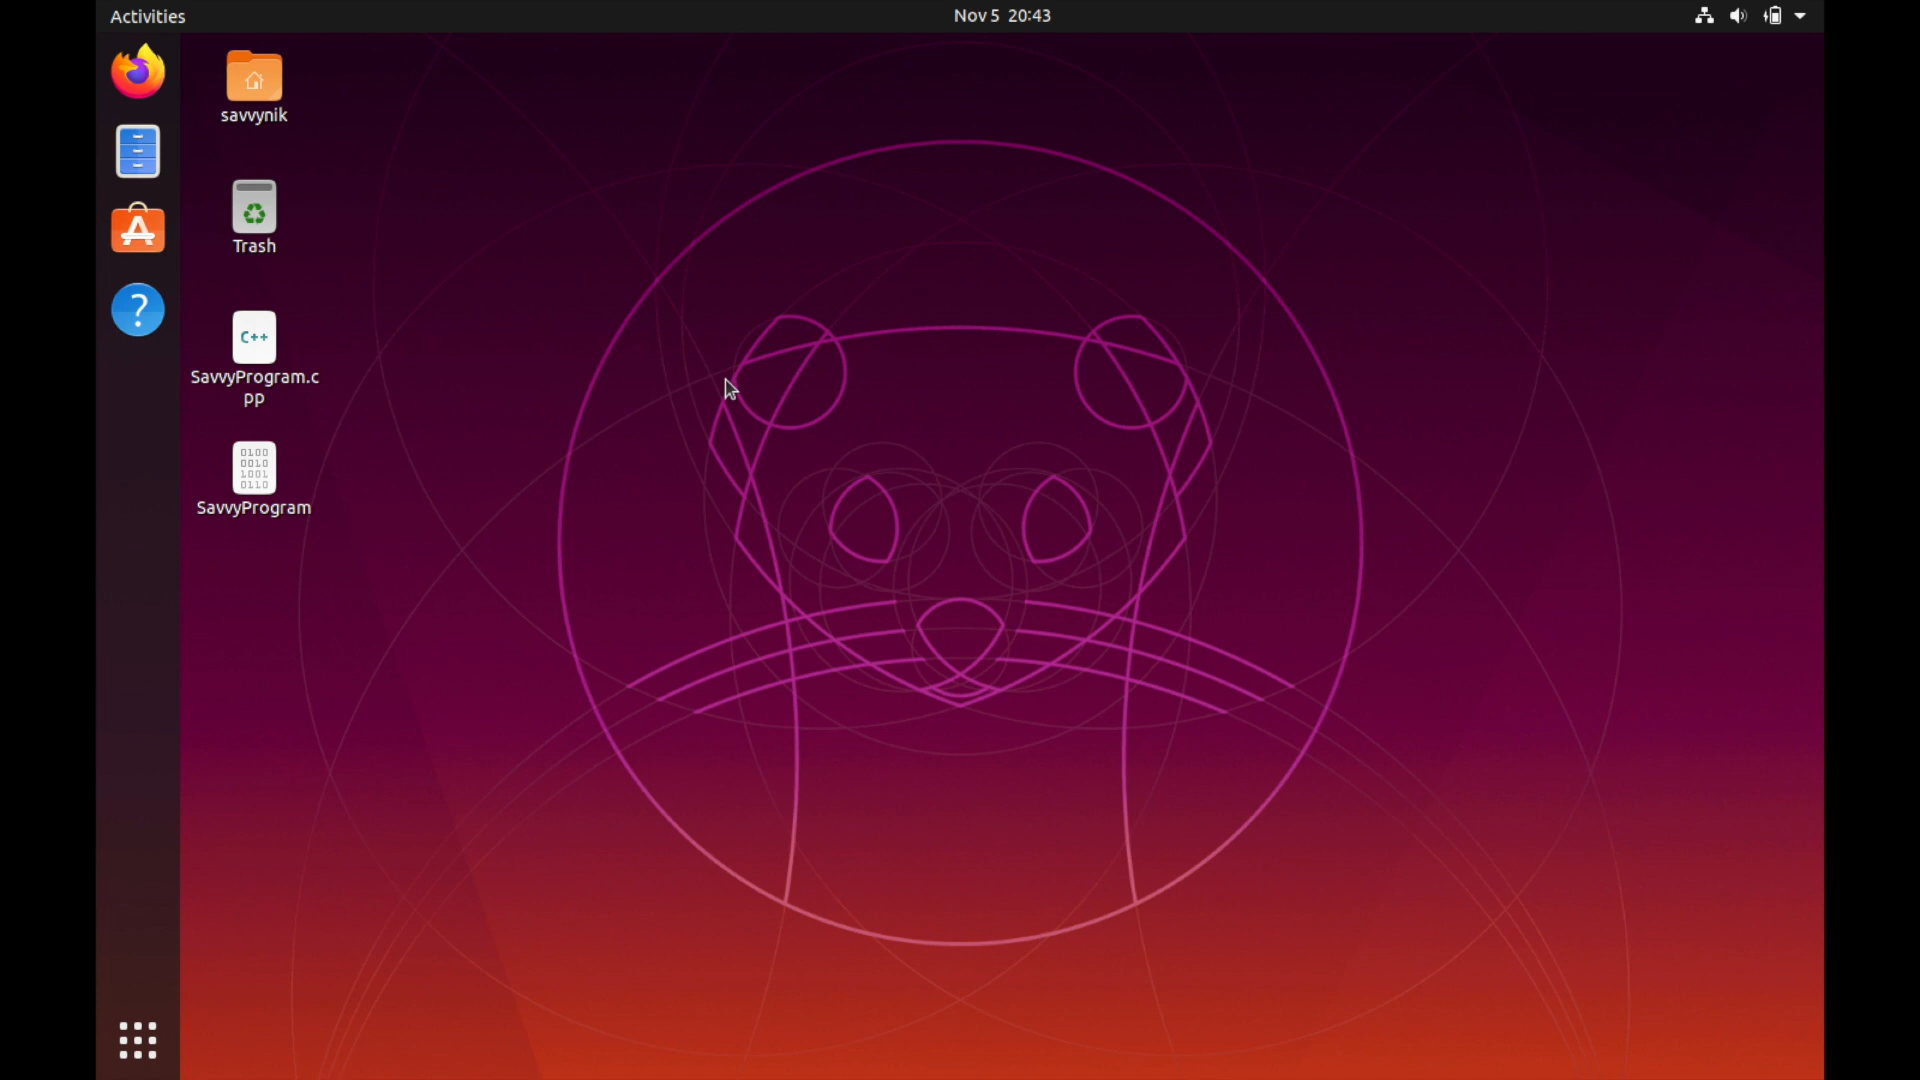 Activities
Nov 5 20:43
savvynik
Trash
C++
SavvyProgram.c
pp
0100
0010
1001
0110
SavvyProgram
A
?